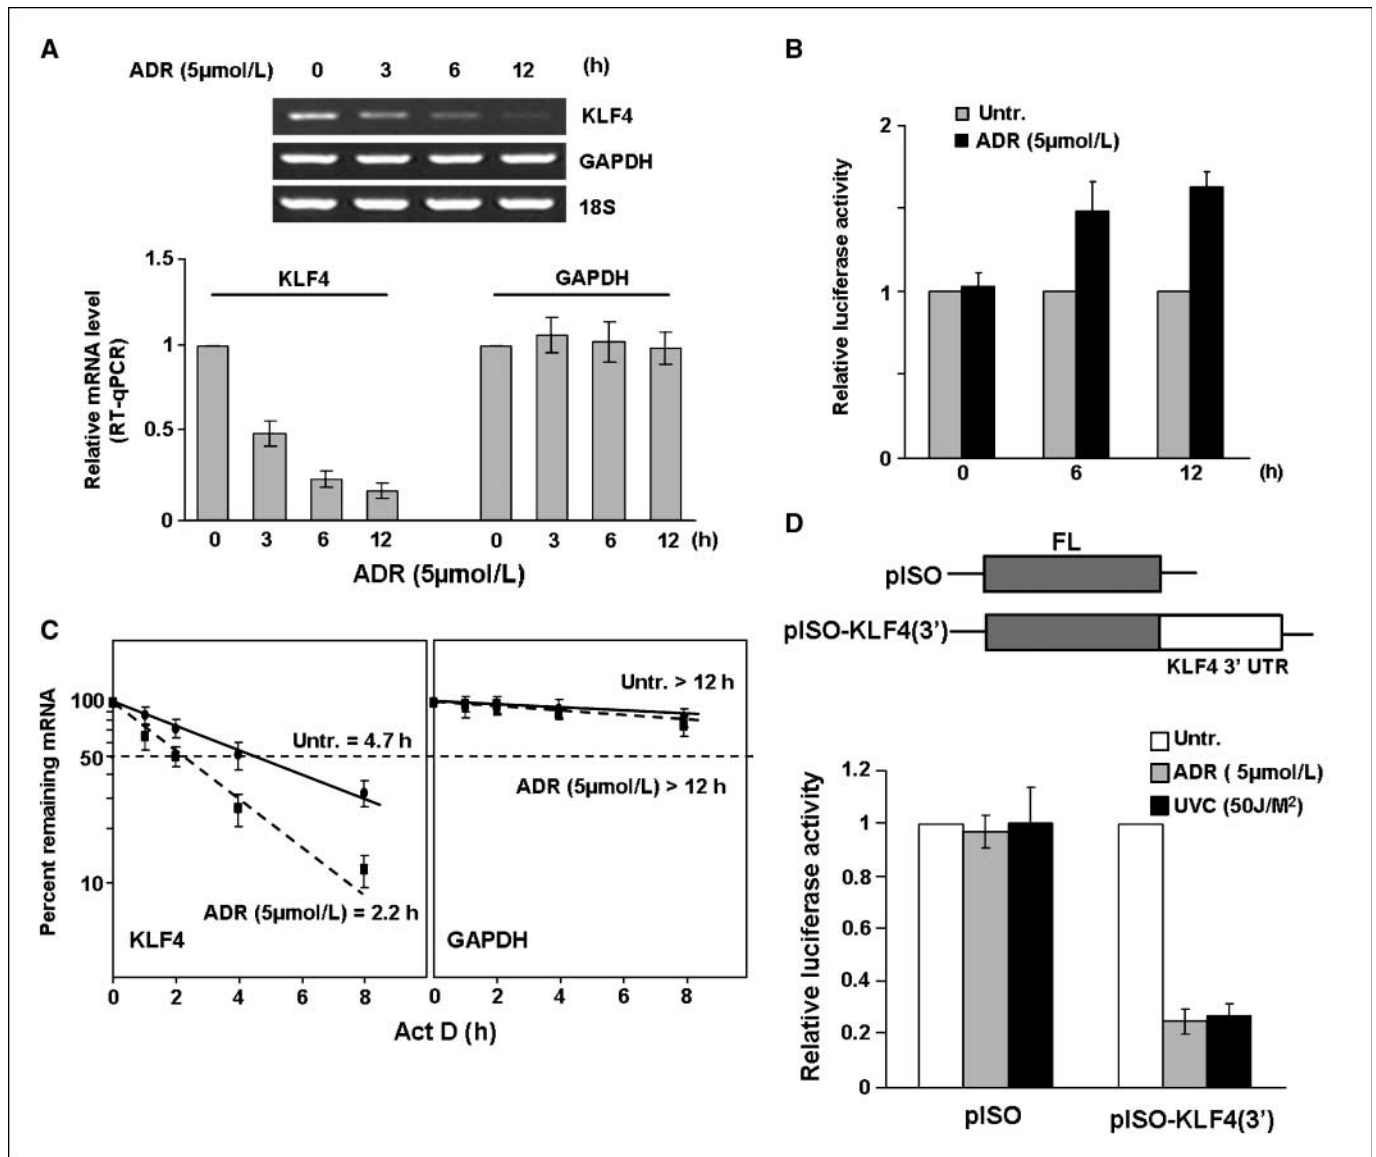 A
ADR (5µmol/L) 0 3 6 12 (h)
KLF4
GAPDH
18S
Relative mRNA level
(RT-qPCR)
1.5
1
0.5
0
KLF4
GAPDH
0 3 6 12 0 3 6 12 (h)
ADR (5µmol/L)
B
Untr.
ADR (5µmol/L)
Relative luciferase activity
2
1
0
0 6 12 (h)
C
Percent remaining mRNA
100
50
10
Untr. = 4.7 h
ADR (5µmol/L) = 2.2 h
KLF4
Untr. > 12 h
ADR (5µmol/L) > 12 h
GAPDH
0 2 4 6 8 0 2 4 6 8
Act D (h)
D
FL
pISO
pISO-KLF4(3')
KLF4 3' UTR
Untr.
ADR ( 5µmol/L)
UVC (50J/M²)
Relative luciferase activity
1.2
1
0.8
0.6
0.4
0.2
0
pISO pISO-KLF4(3')